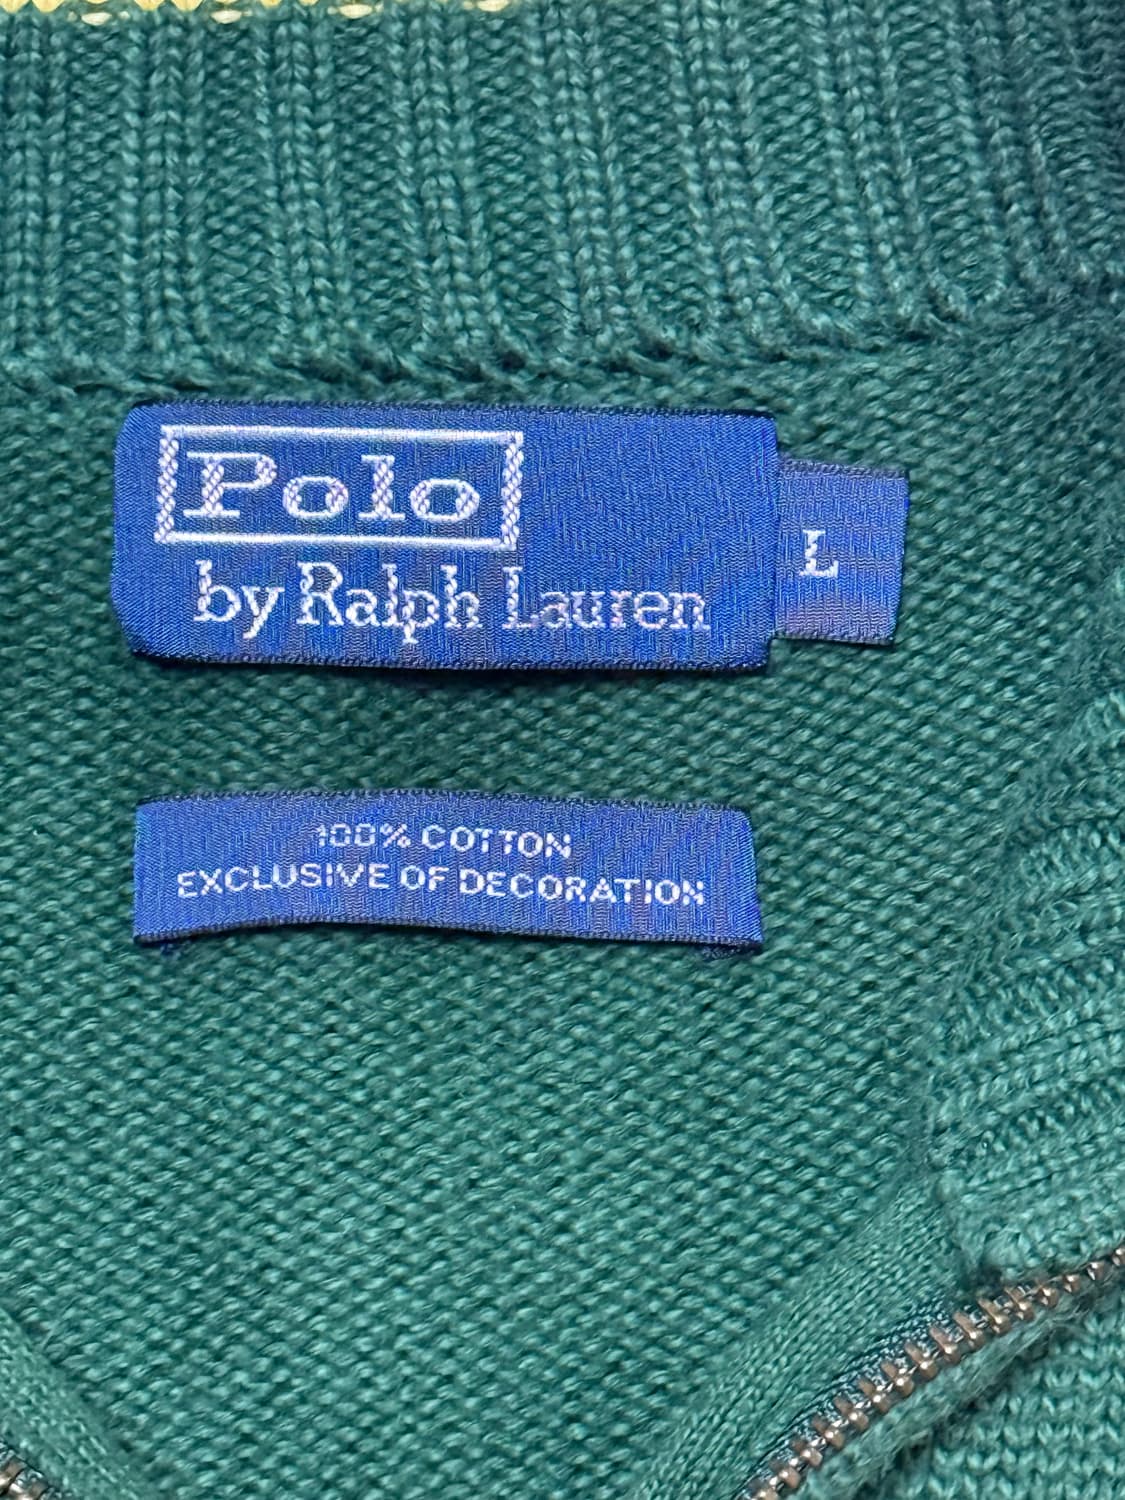 Polo
by Ralph Lauren
L
100% COTTON
EXCLUSIVE OF DECORATION